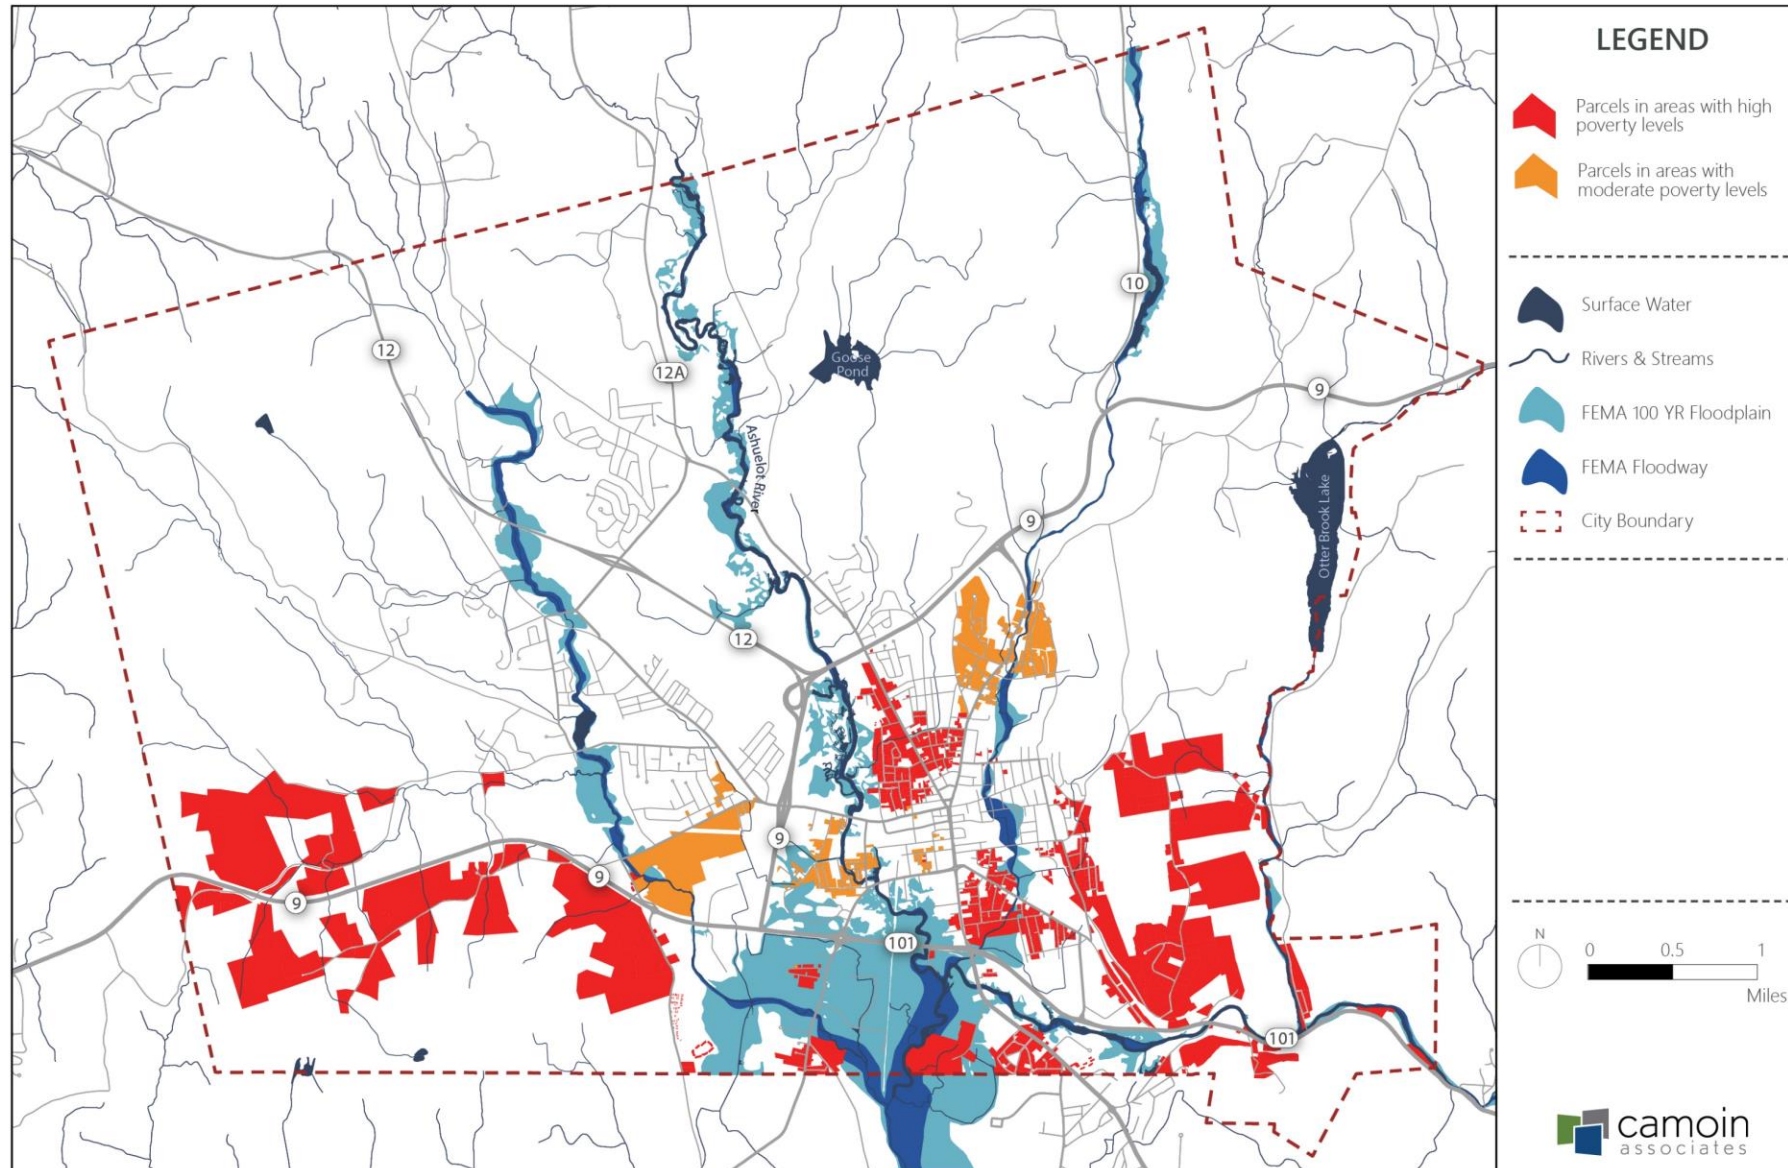 LEGEND
Parcels in areas with high
poverty levels
Parcels in areas with
moderate poverty levels
Surface Water
Rivers & Streams
FEMA 100 YR Floodplain
FEMA Floodway
City Boundary
N
0 0.5 1
Miles
camoin
associates
10
12
12A
Goose
Pond
9
Ashuelot River
9
Otter Brook Lake
12
9
9
9
101
101